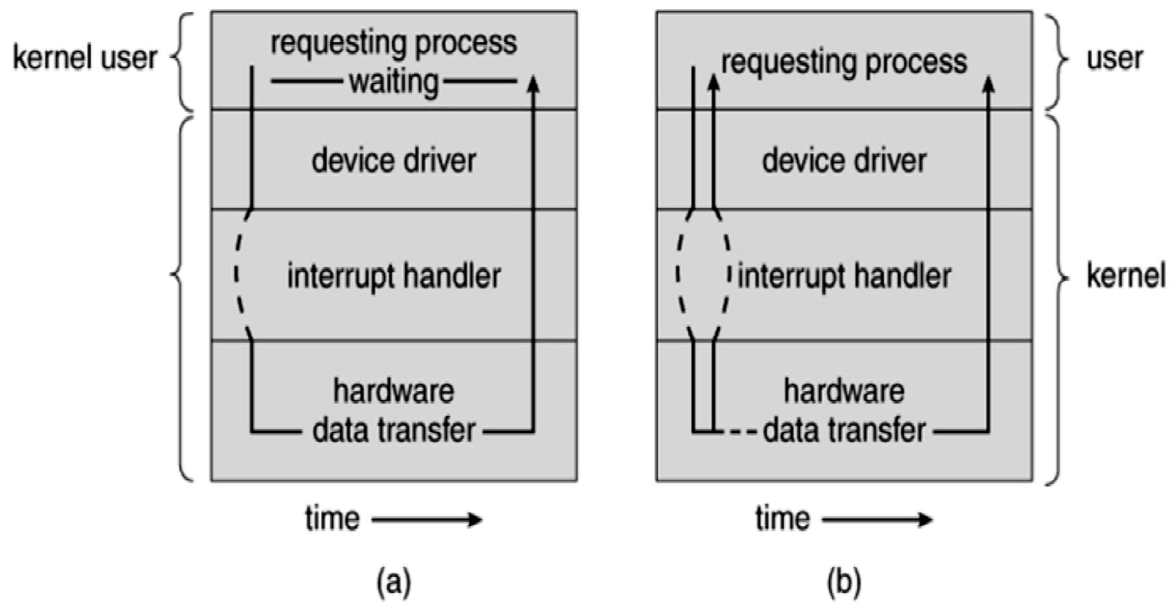 kernel user
requesting process
waiting
device driver
interrupt handler
hardware
data transfer
time
(a)
requesting process
user
device driver
interrupt handler
kernel
hardware
data transfer
time
(b)